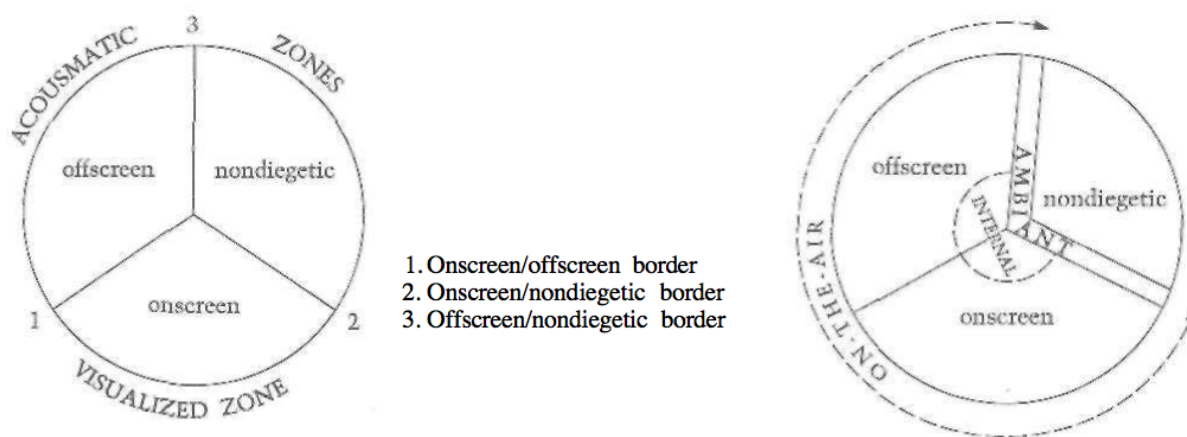 3
ACOUSMATIC
ZONES
offscreen
nondiegetic
onscreen
1
2
VISUALIZED ZONE
1. Onscreen/offscreen border
2. Onscreen/nondiegetic border
3. Offscreen/nondiegetic border
offscreen
AMBIANT
nondiegetic
INTERNAL
onscreen
ON·THE·AIR